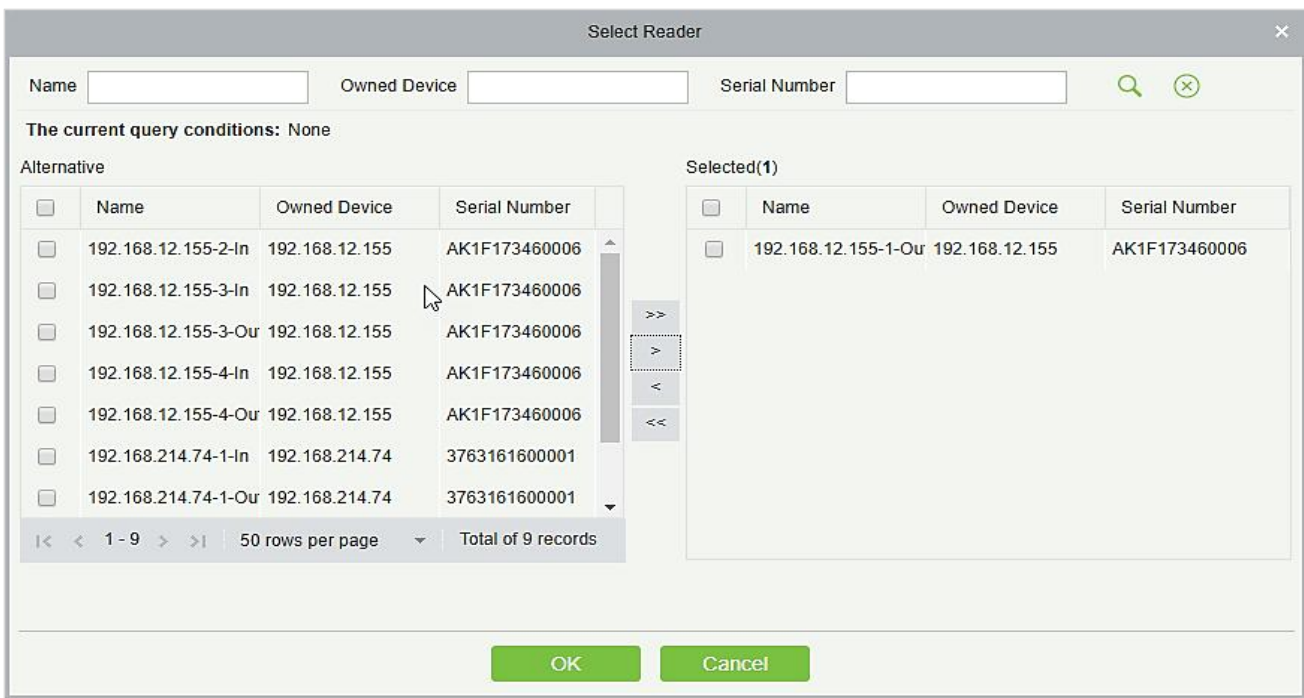 Select Reader ×
Name Owned Device Serial Number
The current query conditions: None
Alternative Selected(1)
Name Owned Device Serial Number Name Owned Device Serial Number
192.168.12.155-2-In 192.168.12.155 AK1F173460006 192.168.12.155-1-Ou 192.168.12.155 AK1F173460006
192.168.12.155-3-In 192.168.12.155 AK1F173460006
>>
192.168.12.155-3-Ou 192.168.12.155 AK1F173460006
>
192.168.12.155-4-In 192.168.12.155 AK1F173460006
<
192.168.12.155-4-Ou 192.168.12.155 AK1F173460006
<<
192.168.214.74-1-In 192.168.214.74 3763161600001
192.168.214.74-1-Ou 192.168.214.74 3763161600001
|< < 1 - 9 > >| 50 rows per page Total of 9 records
OK Cancel